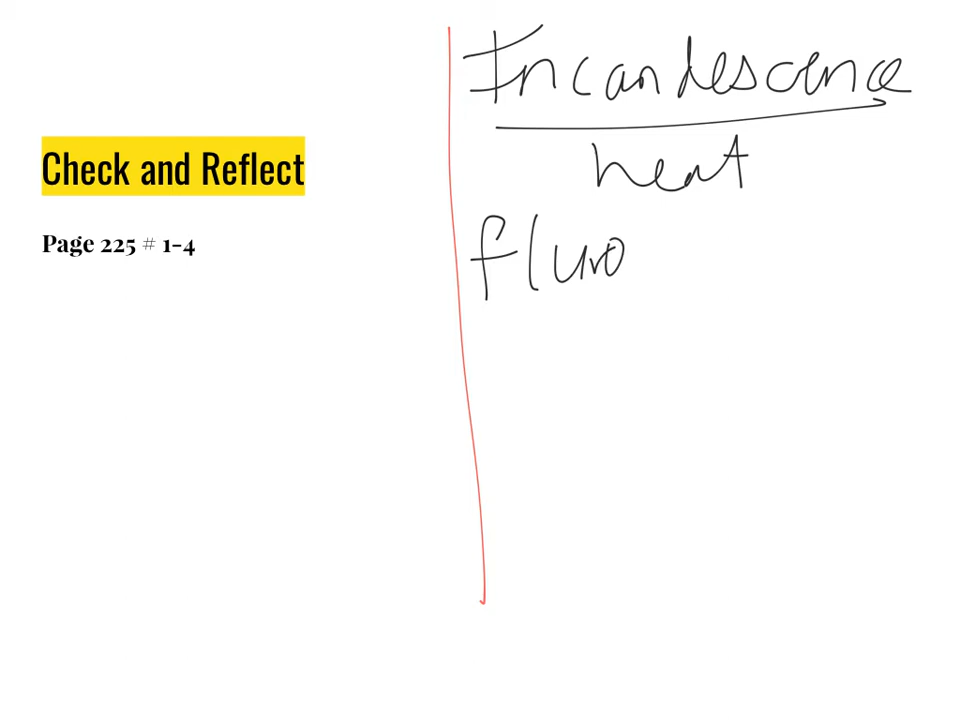 Check and Reflect
Page 225 # 1-4
Incandescence
heat
fluro